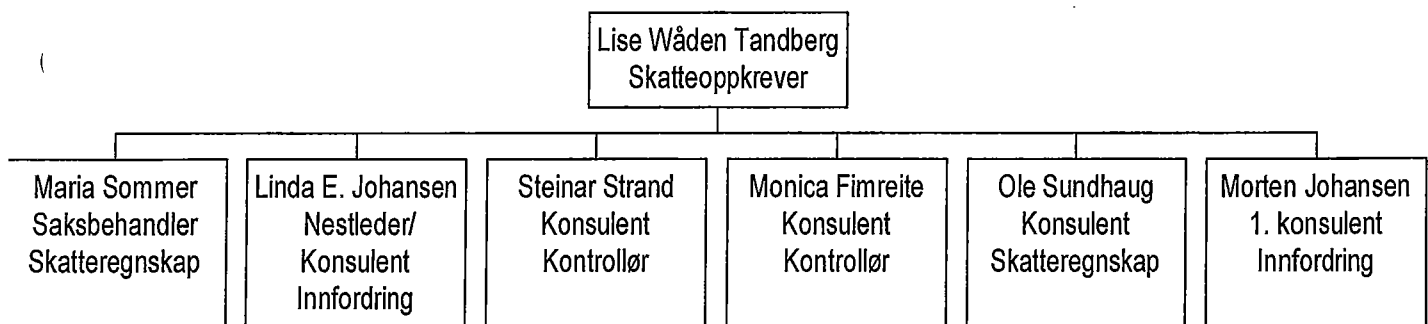 Lise Wåden Tandberg
Skatteoppkrever
Maria Sommer
Saksbehandler
Skatteregnskap
Linda E. Johansen
Nestleder/
Konsulent
Innfordring
Steinar Strand
Konsulent
Kontrollør
Monica Fimreite
Konsulent
Kontrollør
Ole Sundhaug
Konsulent
Skatteregnskap
Morten Johansen
1. konsulent
Innfordring